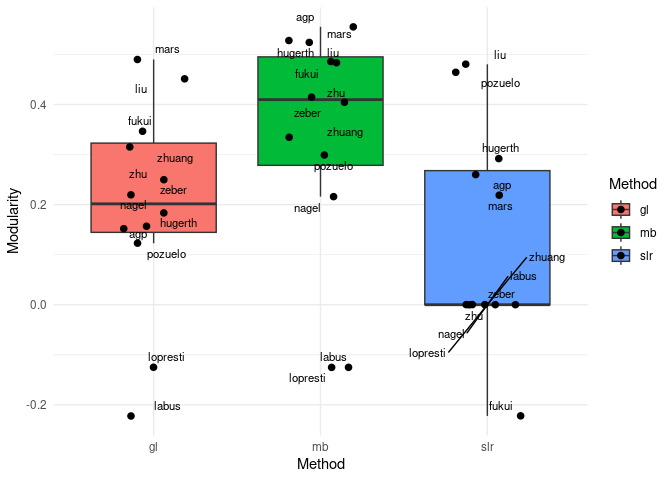 agp
mars
mars
hugerth
liu
liu
fukui
pozuelo
liu
zhu
fukui
zeber
zhuang
hugerth
zhuang
pozuelo
zhu
agp
zeber
nagel
nagel
mars
hugerth
agp
pozuelo
zhuang
labus
zeber
zhu
nagel
lopresti
lopresti
labus
lopresti
labus
fukui
0.4
0.2
0.0
-0.2
Modularity
gl
mb
slr
Method
Method
gl
mb
slr